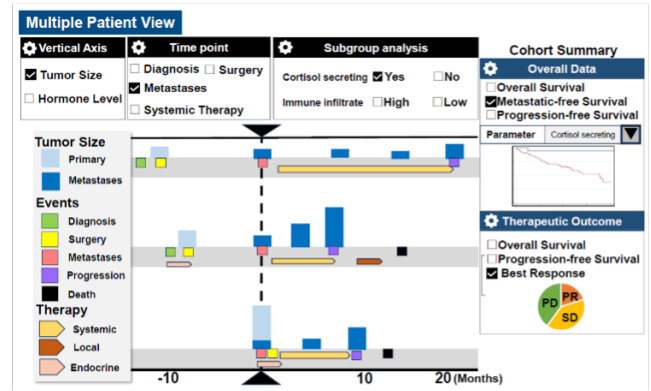 Multiple Patient View
Vertical Axis
Tumor Size
Hormone Level
Time point
Diagnosis Surgery
Metastases
Systemic Therapy
Subgroup analysis
Cortisol secreting Yes No
Immune infiltrate High Low
Cohort Summary
Overall Data
Overall Survival
Metastatic-free Survival
Progression-free Survival
Parameter Cortisol secreting
Therapeutic Outcome
Overall Survival
Progression-free Survival
Best Response
PD PR
SD
Tumor Size
Primary
Metastases
Events
Diagnosis
Surgery
Metastases
Progression
Death
Therapy
Systemic
Local
Endocrine
-10 10 20 (Months)